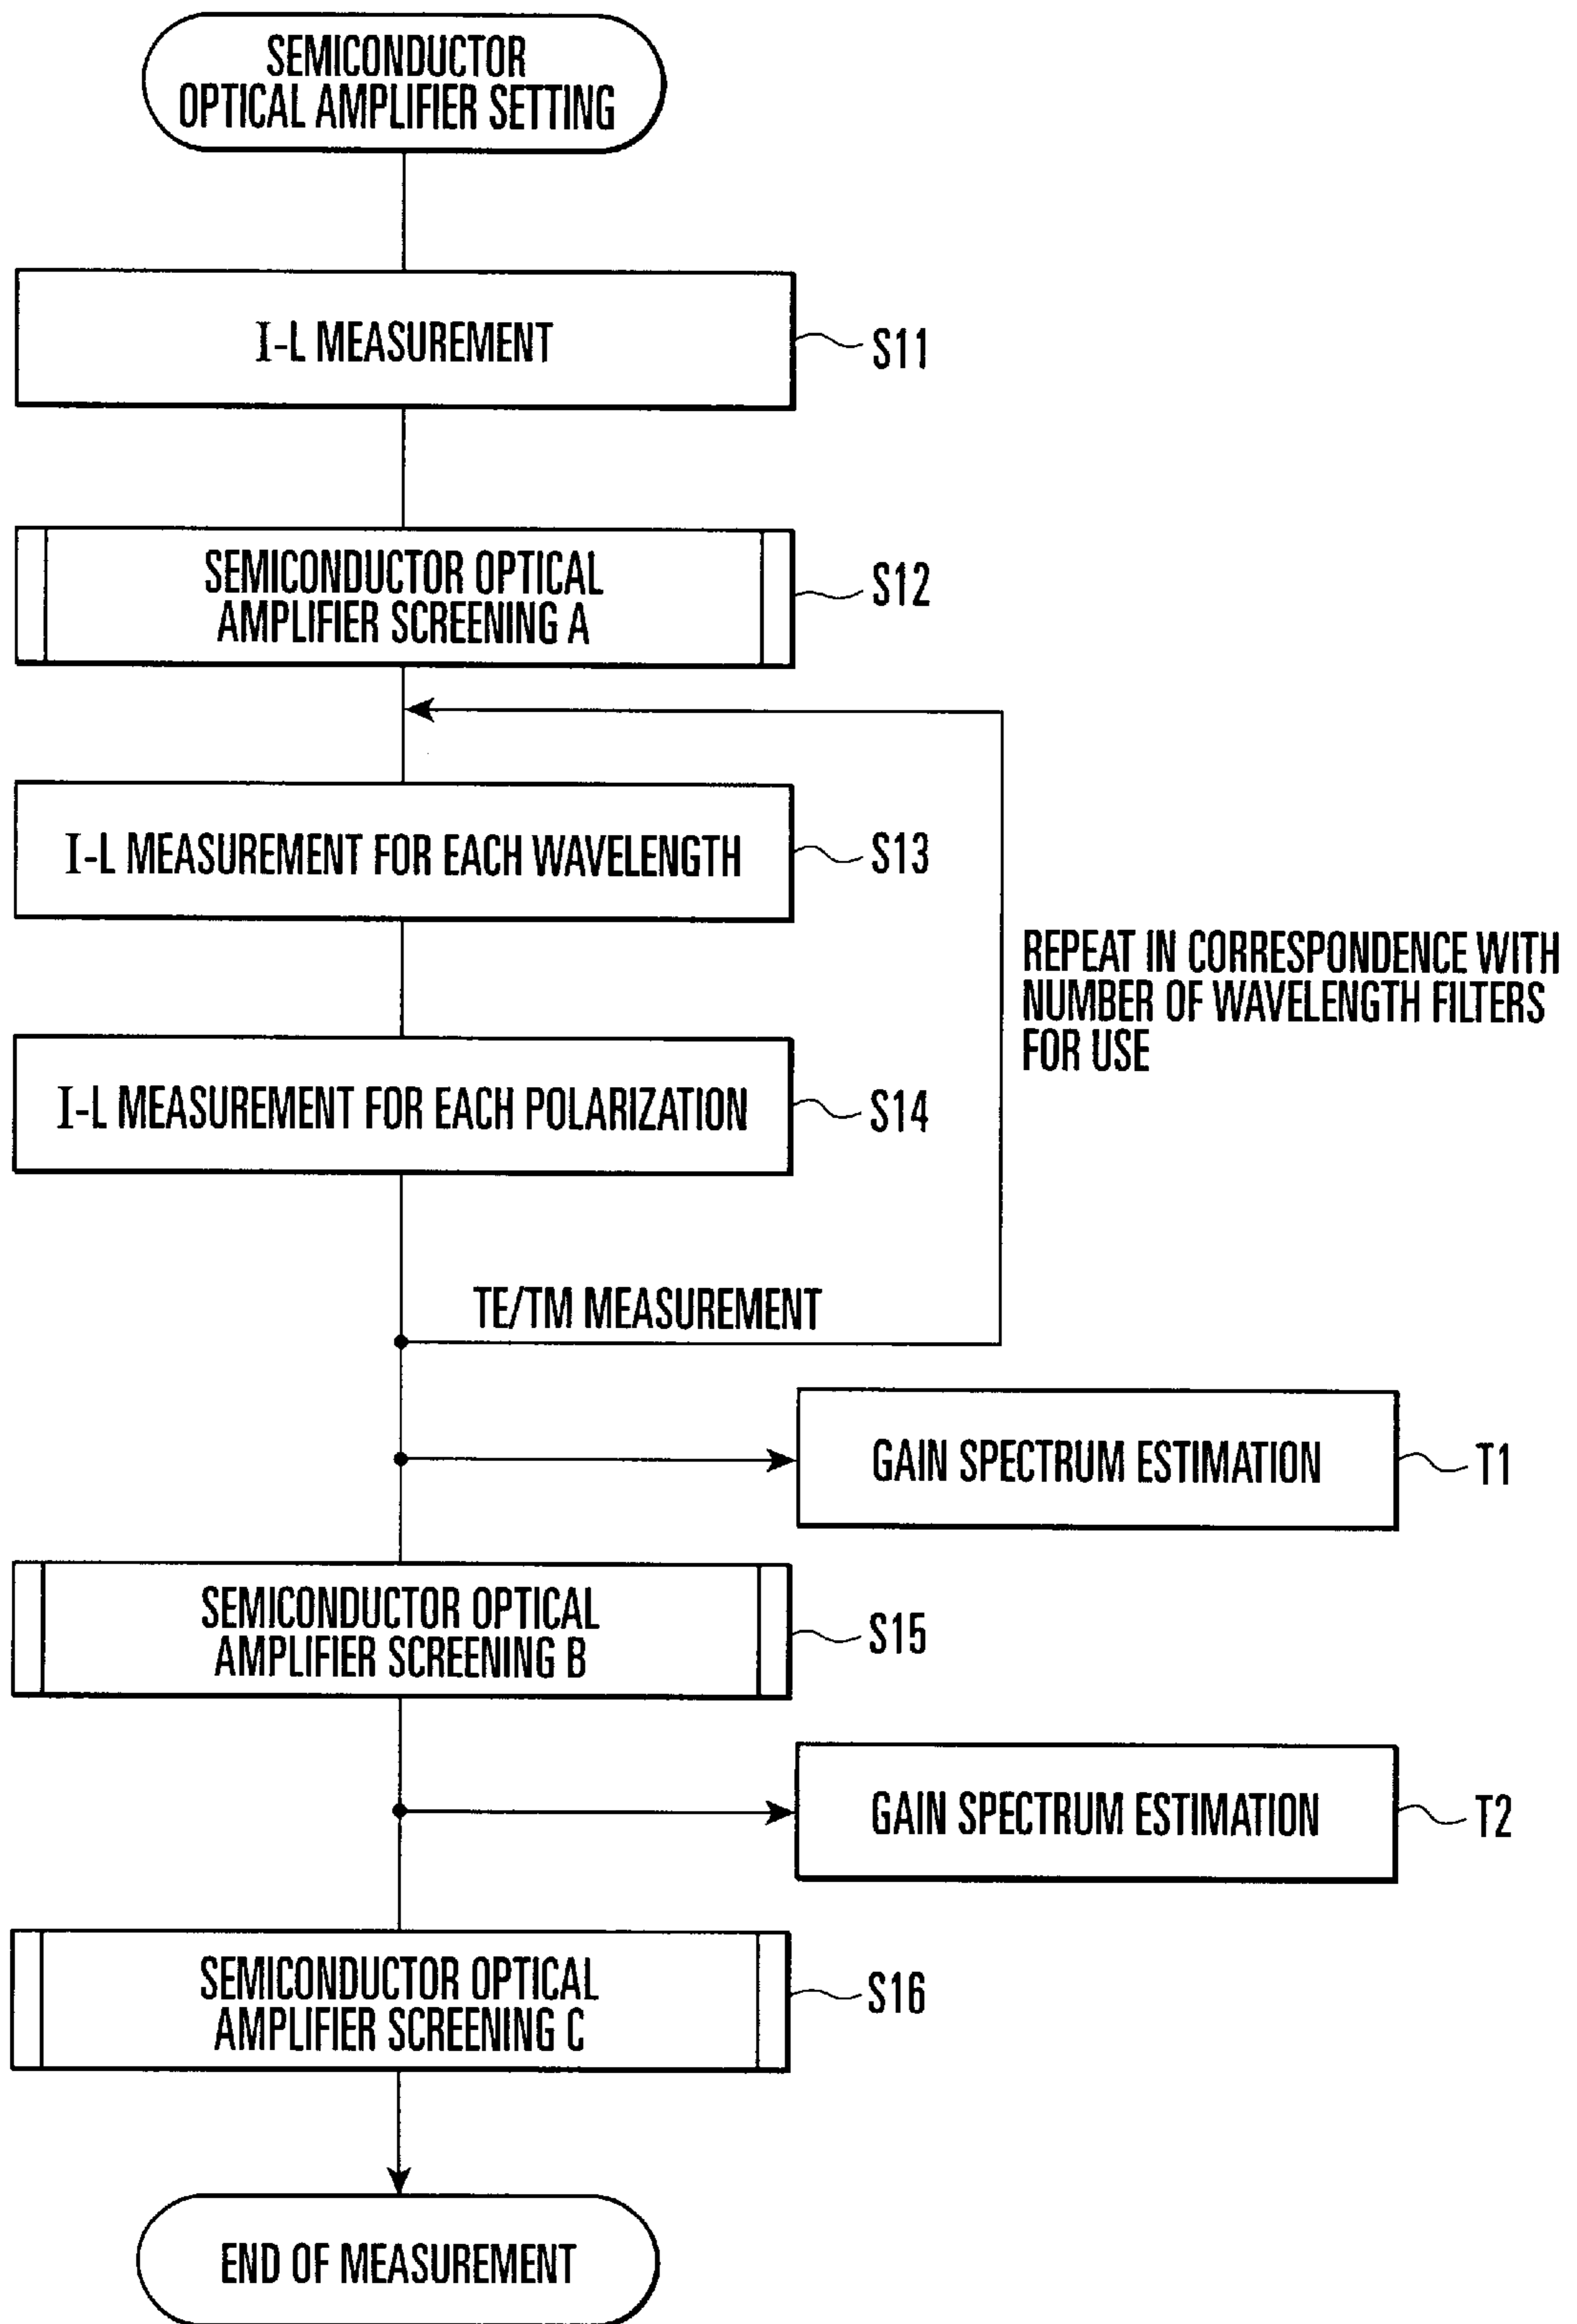 SEMICONDUCTOR
OPTICAL AMPLIFIER SETTING
I-L MEASUREMENT
S11
SEMICONDUCTOR OPTICAL
AMPLIFIER SCREENING A
S12
I-L MEASUREMENT FOR EACH WAVELENGTH
S13
REPEAT IN CORRESPONDENCE WITH
NUMBER OF WAVELENGTH FILTERS
FOR USE
I-L MEASUREMENT FOR EACH POLARIZATION
S14
TE/TM MEASUREMENT
GAIN SPECTRUM ESTIMATION
T1
SEMICONDUCTOR OPTICAL
AMPLIFIER SCREENING B
S15
GAIN SPECTRUM ESTIMATION
T2
SEMICONDUCTOR OPTICAL
AMPLIFIER SCREENING C
S16
END OF MEASUREMENT